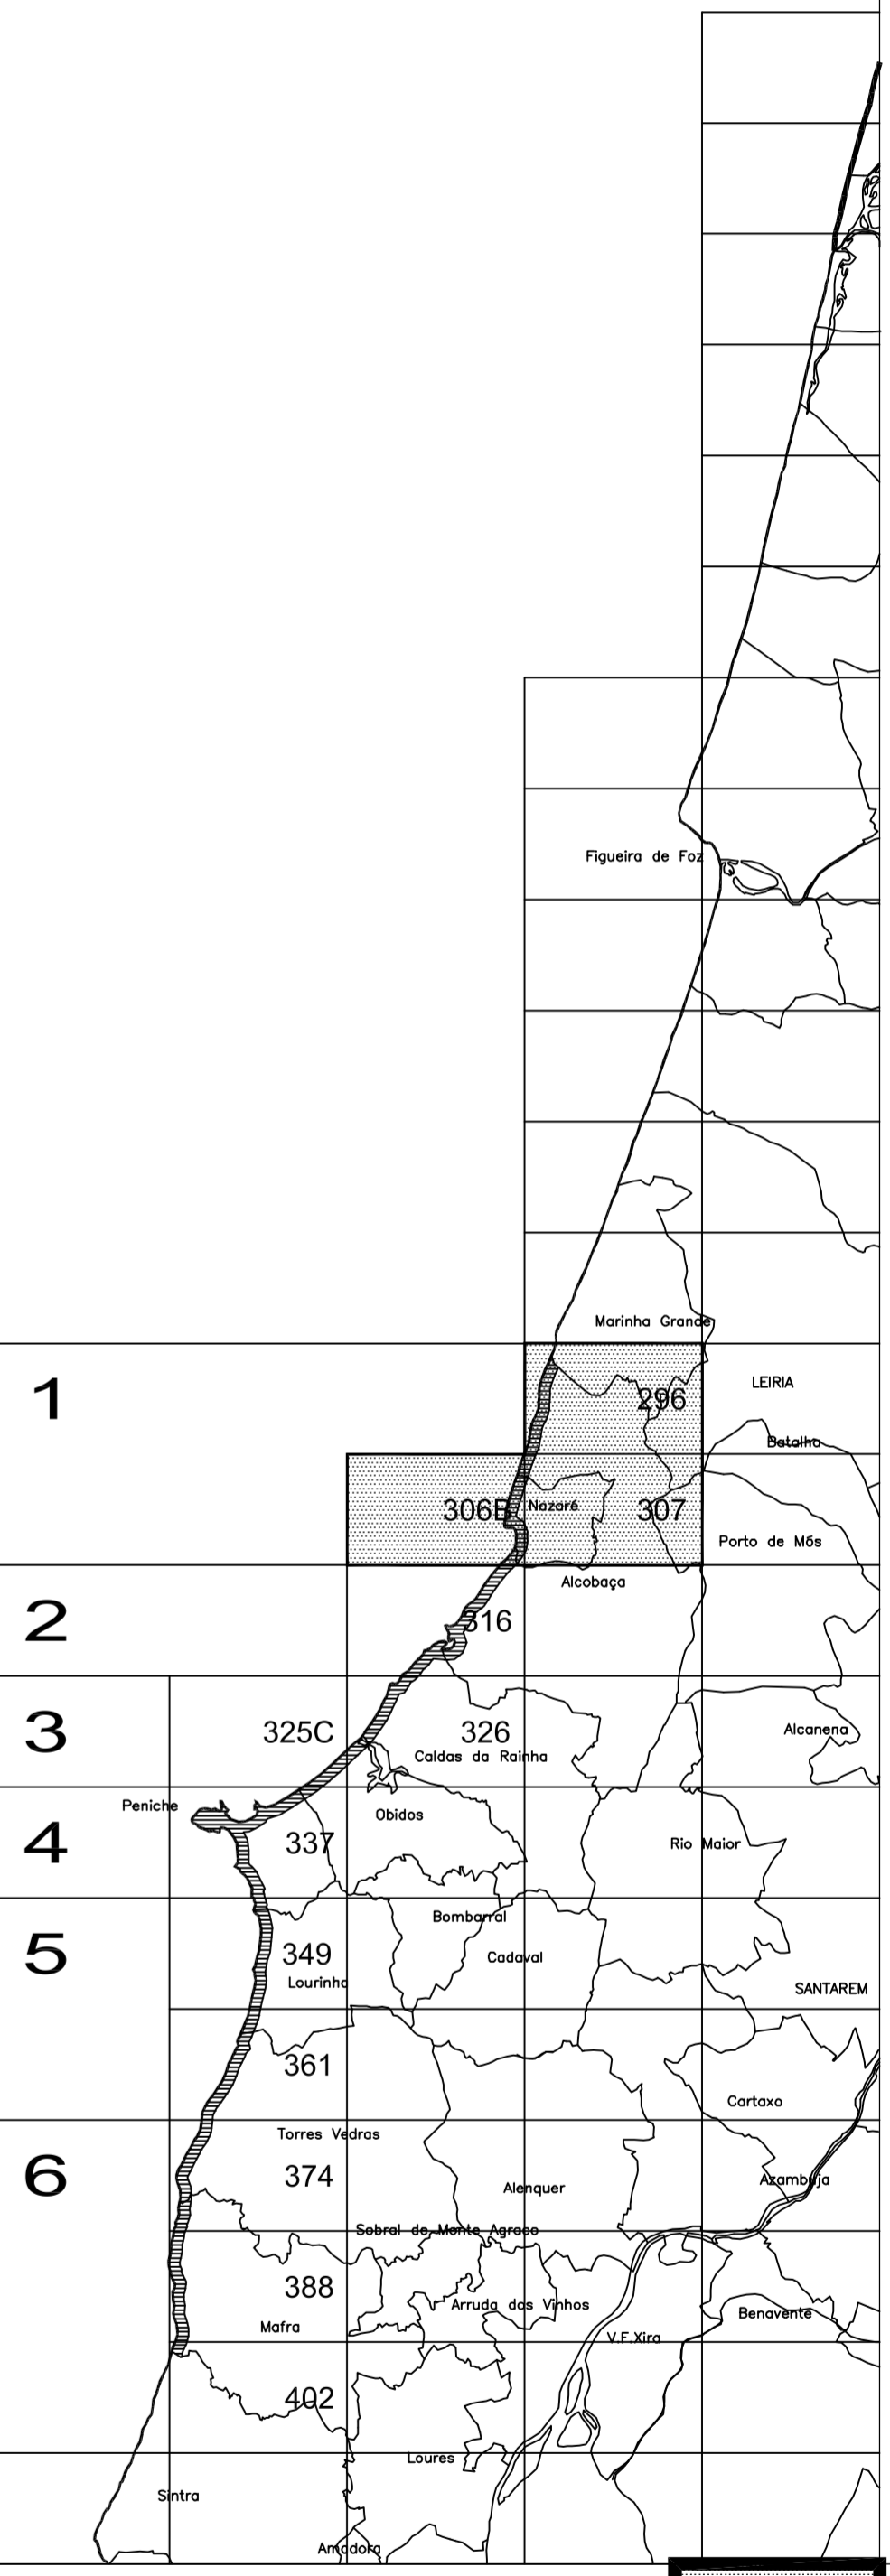 Figueira de Foz
Marinha Grande
1
LEIRIA
296
Batalha
306B
Nazaré
307
Porto de Mós
Alcobaça
2
316
3
325C
326
Alcanena
Caldas da Rainha
Peniche
Obidos
4
337
Rio Maior
Bombarral
5
349
Cadaval
Lourinha
SANTAREM
361
Cartaxo
Torres Vedras
6
374
Azambuja
Alenquer
Sobral de Monte Agraco
388
Arruda dos Vinhos
Benavente
Mafra
V.F.Xira
402
Loures
Sintra
Amadora